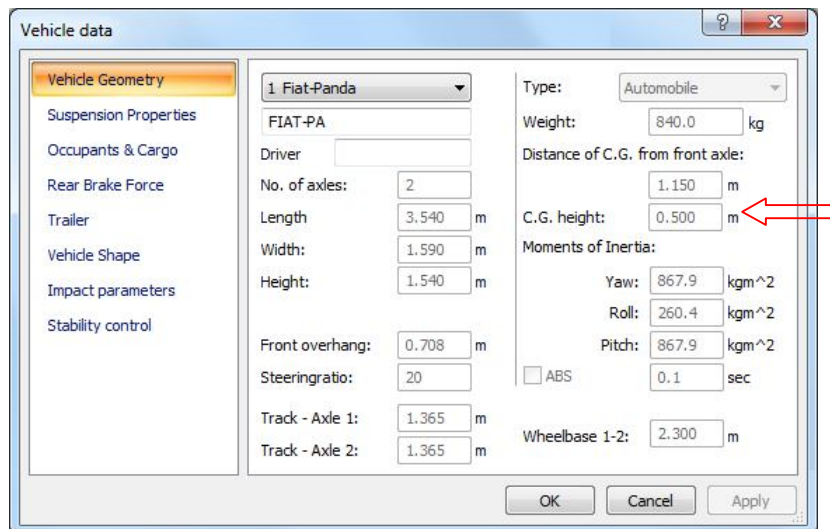 Vehicle data
Vehicle Geometry
Suspension Properties
Occupants & Cargo
Rear Brake Force
Trailer
Vehicle Shape
Impact parameters
Stability control
1 Fiat-Panda
FIAT-PA
Driver
No. of axles: 2
Length 3.540 m
Width: 1.590 m
Height: 1.540 m
Front overhang: 0.708 m
Steeringratio: 20
Track - Axle 1: 1.365 m
Track - Axle 2: 1.365 m
Type: Automobile
Weight: 840.0 kg
Distance of C.G. from front axle:
1.150 m
C.G. height: 0.500 m
Moments of Inertia:
Yaw: 867.9 kgm^2
Roll: 260.4 kgm^2
Pitch: 867.9 kgm^2
ABS 0.1 sec
Wheelbase 1-2: 2.300 m
OK Cancel Apply